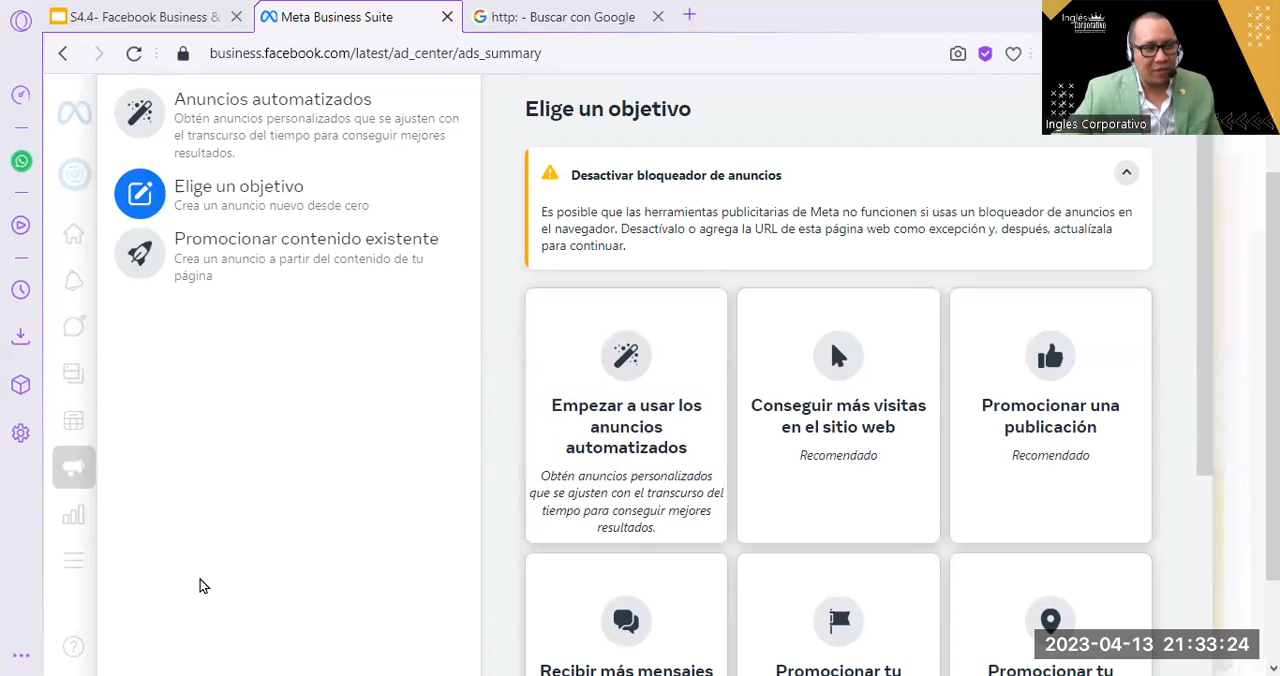 S4.4- Facebook Business &
Meta Business Suite
http: - Buscar con Google
business.facebook.com/latest/ad_center/ads_summary
Inglés
Corporativo
Ingles Corporativo
Anuncios automatizados
Obtén anuncios personalizados que se ajusten con
el transcurso del tiempo para conseguir mejores
resultados.
Elige un objetivo
Crea un anuncio nuevo desde cero
Promocionar contenido existente
Crea un anuncio a partir del contenido de tu
página
Elige un objetivo
Desactivar bloqueador de anuncios
Es posible que las herramientas publicitarias de Meta no funcionen si usas un bloqueador de anuncios en
el navegador. Desactívalo o agrega la URL de esta página web como excepción y, después, actualízala
para continuar.
Empezar a usar los
anuncios
automatizados
Obtén anuncios personalizados
que se ajusten con el transcurso del
tiempo para conseguir mejores
resultados.
Conseguir más visitas
en el sitio web
Recomendado
Promocionar una
publicación
Recomendado
Recibir más mensajes
Promocionar tu
Promocionar tu
2023-04-13 21:33:24